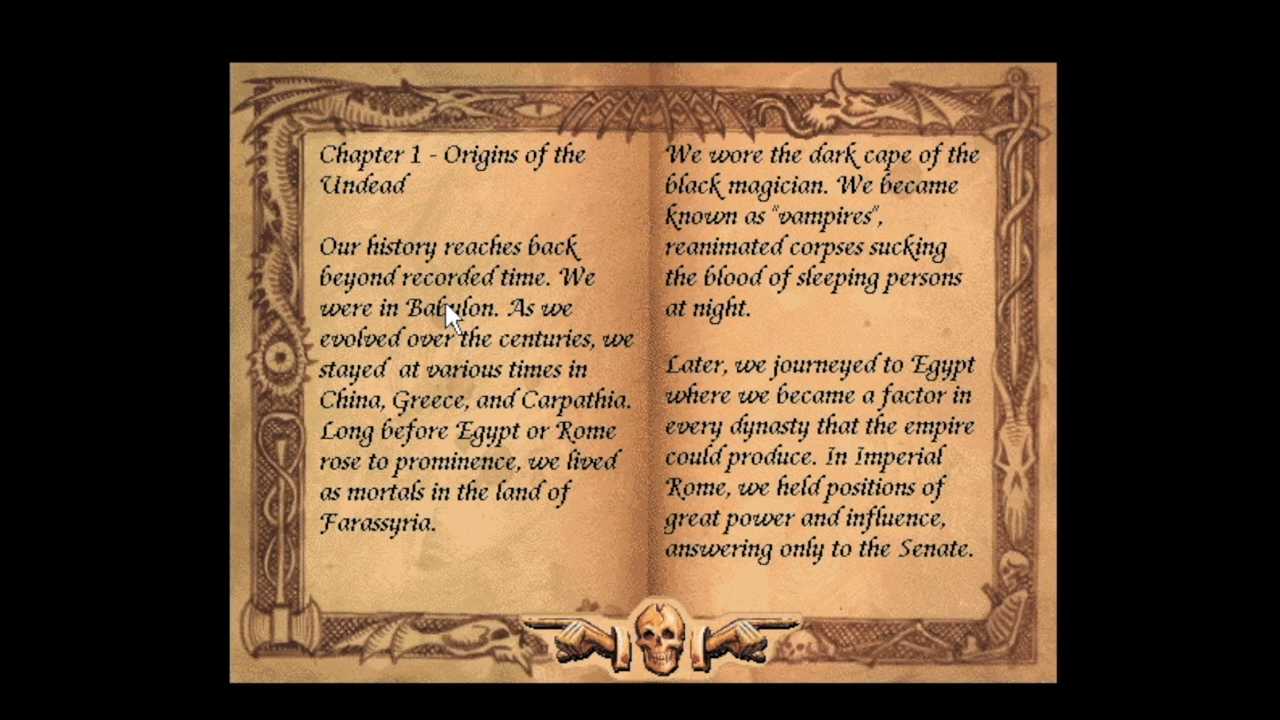 Chapter 1 - Origins of the
Undead
Our history reaches back
beyond recorded time. We
were in Babylon. As we
evolved over the centuries, we
stayed at various times in
China, Greece, and Carpathia.
Long before Egypt or Rome
rose to prominence, we lived
as mortals in the land of
Farassyria.
We wore the dark cape of the
black magician. We became
known as "vampires",
reanimated corpses sucking
the blood of sleeping persons
at night.
Later, we journeyed to Egypt
where we became a factor in
every dynasty that the empire
could produce. In Imperial
Rome, we held positions of
great power and influence,
answering only to the Senate.